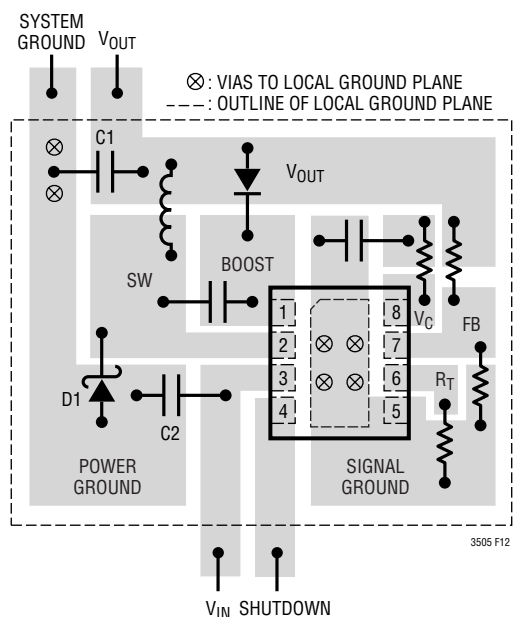 SYSTEM
GROUND
VOUT
⊗ : VIAS TO LOCAL GROUND PLANE
--- : OUTLINE OF LOCAL GROUND PLANE
C1
VOUT
SW
BOOST
1
8
VC
FB
2
7
3
6
RT
D1
4
5
C2
POWER
GROUND
SIGNAL
GROUND
3505 F12
VIN
SHUTDOWN